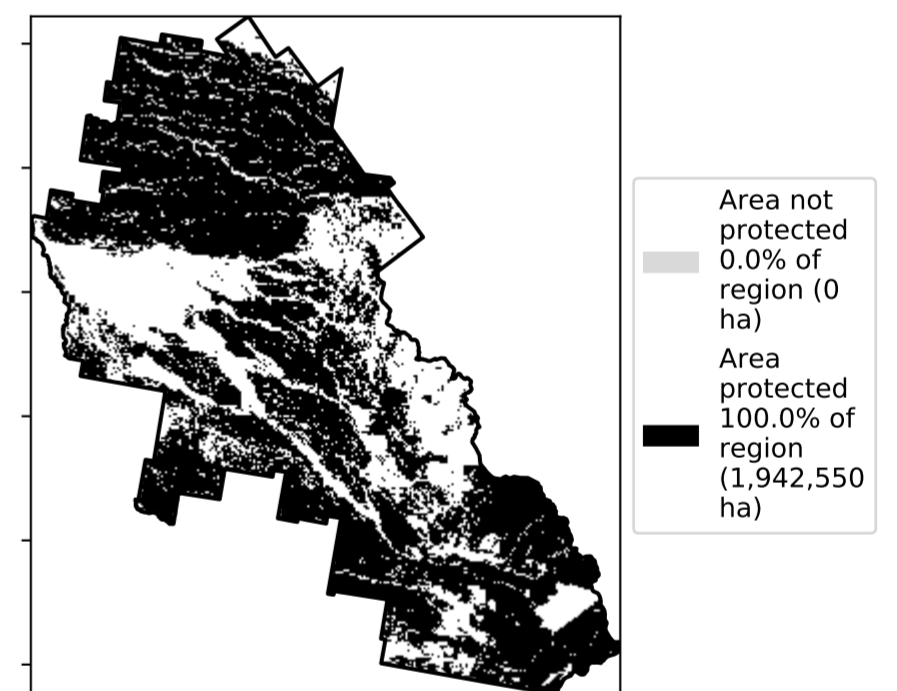 Area not
protected
0.0% of
region (0
ha)
Area
protected
100.0% of
region
(1,942,550
ha)